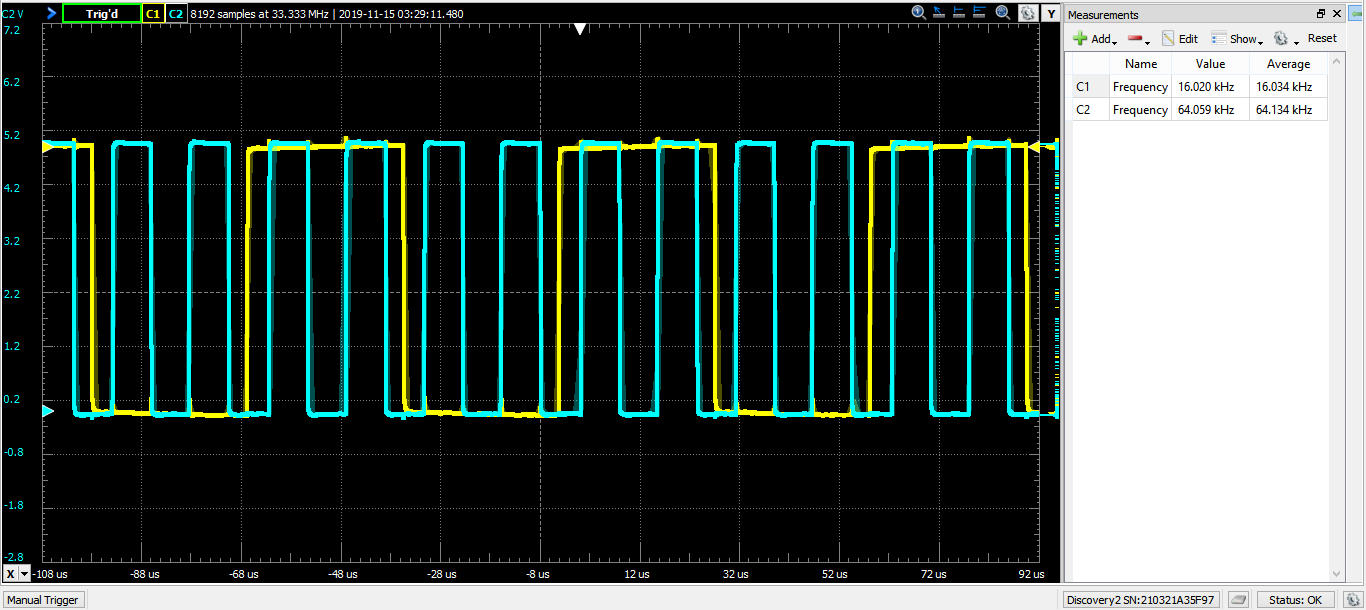 C2 V Trig'd C1 C2 8192 samples at 33.333 MHz | 2019-11-15 03:29:11.480 Y
7.2
6.2
5.2
4.2
3.2
2.2
1.2
0.2
-0.8
-1.8
-2.8
X -108 us -88 us -68 us -48 us -28 us -8 us 12 us 32 us 52 us 72 us 92 us
Measurements
Add Edit Show Reset
Name Value Average
C1 Frequency 16.020 kHz 16.034 kHz
C2 Frequency 64.059 kHz 64.134 kHz
Manual Trigger Discovery2 SN:210321A35F97 Status: OK